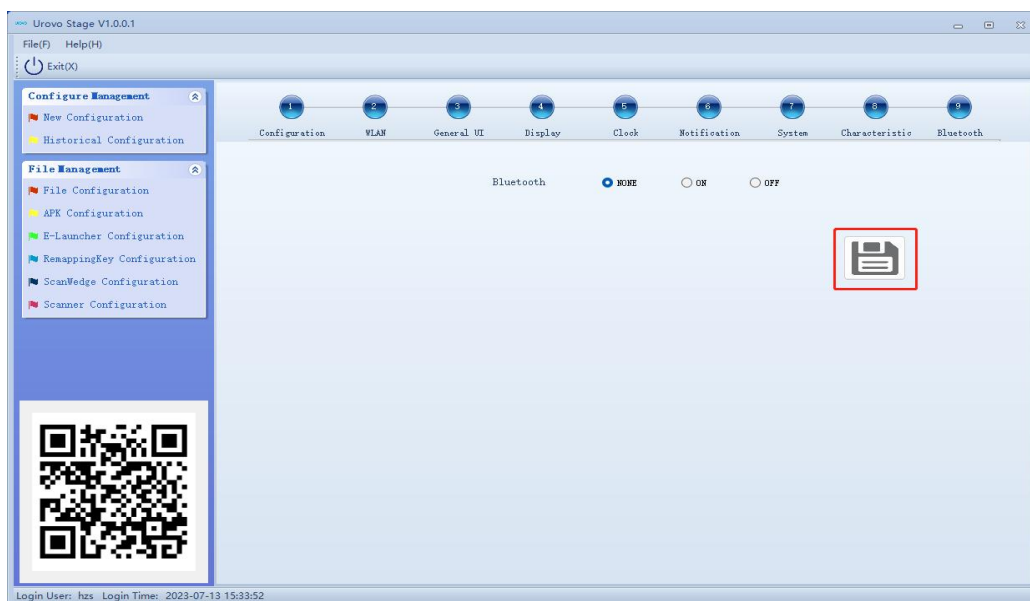 Urovo Stage V1.0.0.1
File(F) Help(H)
Exit(X)
Configure Management
New Configuration
Historical Configuration
File Management
File Configuration
APK Configuration
E-Launcher Configuration
RemappingKey Configuration
ScanWedge Configuration
Scanner Configuration
1 2 3 4 5 6 7 8 9
Configuration WLAN General UI Display Clock Notification System Characteristic Bluetooth
Bluetooth NONE ON OFF
Login User: hzs Login Time: 2023-07-13 15:33:52